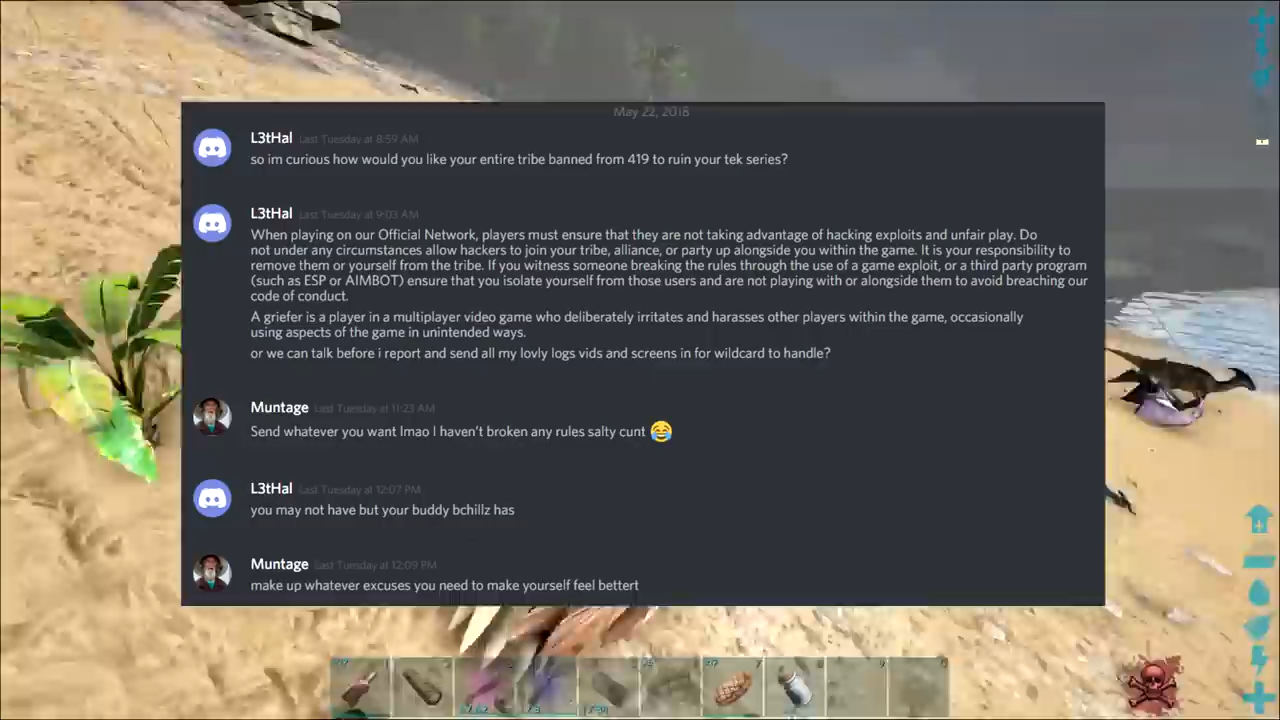 May 22, 2018
L3tHal Last Tuesday at 8:59 AM
so im curious how would you like your entire tribe banned from 419 to ruin your tek series?
L3tHal Last Tuesday at 9:03 AM
When playing on our Official Network, players must ensure that they are not taking advantage of hacking exploits and unfair play. Do
not under any circumstances allow hackers to join your tribe, alliance, or party up alongside you within the game. It is your responsibility to
remove them or yourself from the tribe. If you witness someone breaking the rules through the use of a game exploit, or a third party program
(such as ESP or AIMBOT) ensure that you isolate yourself from those users and are not playing with or alongside them to avoid breaching our
code of conduct.
A griefer is a player in a multiplayer video game who deliberately irritates and harasses other players within the game, occasionally
using aspects of the game in unintended ways.
or we can talk before i report and send all my lovly logs vids and screens in for wildcard to handle?
Muntage Last Tuesday at 11:23 AM
Send whatever you want lmao I haven't broken any rules salty cunt 😂
L3tHal Last Tuesday at 12:07 PM
you may not have but your buddy bchillz has
Muntage Last Tuesday at 12:09 PM
make up whatever excuses you need to make yourself feel bettert